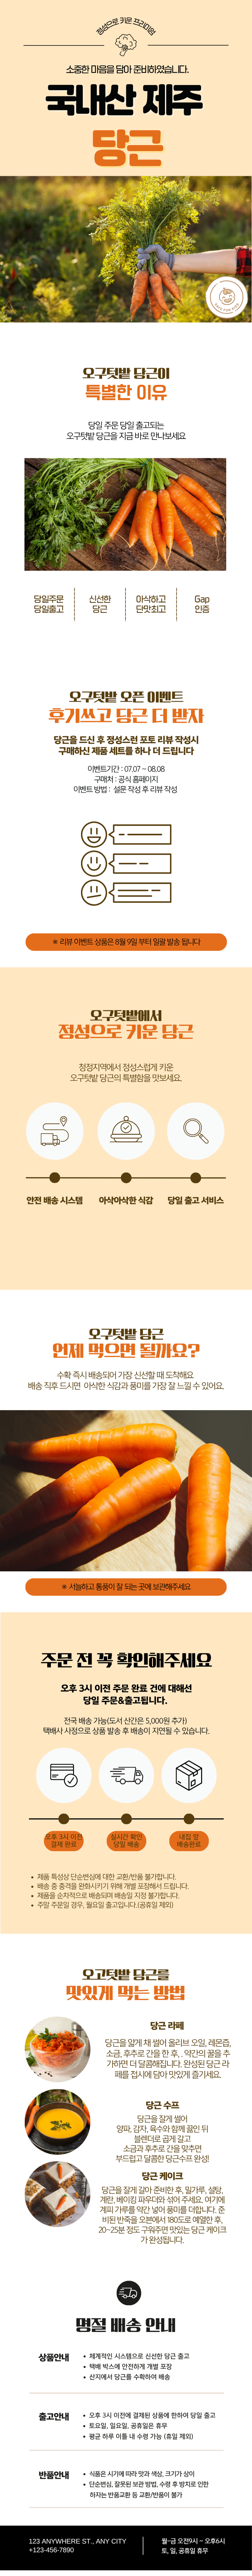 정성으로 키운 프리미엄
소중한 마음을 담아 준비하였습니다.
국내산 제주
당근
오구텃밭 당근이
특별한 이유
당일 주문 당일 출고되는
오구텃밭 당근을 지금 바로 만나보세요
당일주문
당일출고
신선한
당근
아삭하고
단맛최고
Gap
인증
오구텃밭 오픈 이벤트
후기쓰고 당근 더 받자
당근을 드신 후 정성스런 포토 리뷰 작성시
구매하신 제품 세트를 하나 더 드립니다
이벤트기간 : 07.07 ~ 08.08
구매처 : 공식 홈페이지
이벤트 방법 : 설문 작성 후 리뷰 작성
※ 리뷰 이벤트 상품은 8월 9일 부터 일괄 발송 됩니다
오구텃밭에서
정성으로 키운 당근
청정지역에서 정성스럽게 키운
오구텃밭 당근의 특별함을 맛보세요.
안전 배송 시스템
아삭아삭한 식감
당일 출고 서비스
오구텃밭 당근
언제 먹으면 될까요?
수확 즉시 배송되어 가장 신선할 때 도착해요
배송 직후 드시면 아삭한 식감과 풍미를 가장 잘 느낄 수 있어요.
※ 서늘하고 통풍이 잘 되는 곳에 보관해주세요
주문 전 꼭 확인해주세요
오후 3시 이전 주문 완료 건에 대해선
당일 주문&출고됩니다.
전국 배송 가능(도서 산간은 5,000원 추가)
택배사 사정으로 상품 발송 후 배송이 지연될 수 있습니다.
오후 3시 이전
결제 완료
실시간 확인
당일 배송
내집 앞
배송완료
• 제품 특성상 단순변심에 대한 교환/반품 불가합니다.
• 배송 중 충격을 완화시키기 위해 개별 포장해서 드립니다.
• 제품을 순차적으로 배송되며 배송일 지정 불가합니다.
• 주말 주문일 경우, 월요일 출고입니다.(공휴일 제외)
오고텃밭 당근를
맛있게 먹는 방법
당근 라페
당근을 얇게 채 썰어 올리브 오일, 레몬즙,
소금, 후추로 간을 한 후, . 약간의 꿀을 추
가하면 더 달콤해집니다. 완성된 당근 라
페를 접시에 담아 맛있게 즐기세요.
당근 수프
당근을 잘게 썰어
양파, 감자, 육수와 함께 끓인 뒤
블렌더로 곱게 갈고
소금과 후추로 간을 맞추면
부드럽고 달콤한 당근수프 완성!
당근 케이크
당근을 잘게 갈아 준비한 후, 밀가루, 설탕,
계란, 베이킹 파우더와 섞어 주세요. 여기에
계피 가루를 약간 넣어 풍미를 더합니다. 준
비된 반죽을 오븐에서 180도로 예열한 후,
20~25분 정도 구워주면 맛있는 당근 케이크
가 완성됩니다.
명절 배송 안내
상품안내
• 체계적인 시스템으로 신선한 당근 출고
• 택배 박스에 안전하게 개별 포장
• 산지에서 당근를 수확하여 배송
출고안내
• 오후 3시 이전에 결제된 상품에 한하여 당일 출고
• 토요일, 일요일, 공휴일은 휴무
• 평균 하루 이틀 내 수령 가능 (휴일 제외)
반품안내
• 식품은 시기에 따라 맛과 색상, 크기가 상이
• 단순변심, 잘못된 보관 방법, 수령 후 방치로 인한
하자는 반품교환 등 교환/반품이 불가
123 ANYWHERE ST., ANY CITY
+123-456-7890
월~금 오전9시 ~ 오후6시
토, 일, 공휴일 휴무